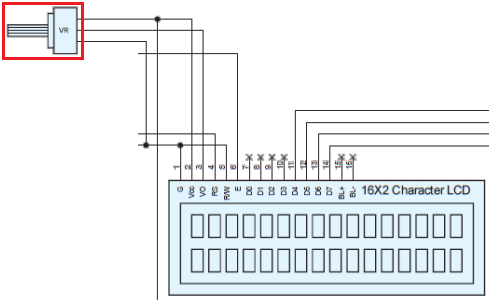 VR
1 2 3 4 5 6 7 8 9 10 11 12 13 14 15 16
G Vcc VO RS R/W E D0 D1 D2 D3 D4 D5 D6 D7 BL+ BL-
16X2 Character LCD